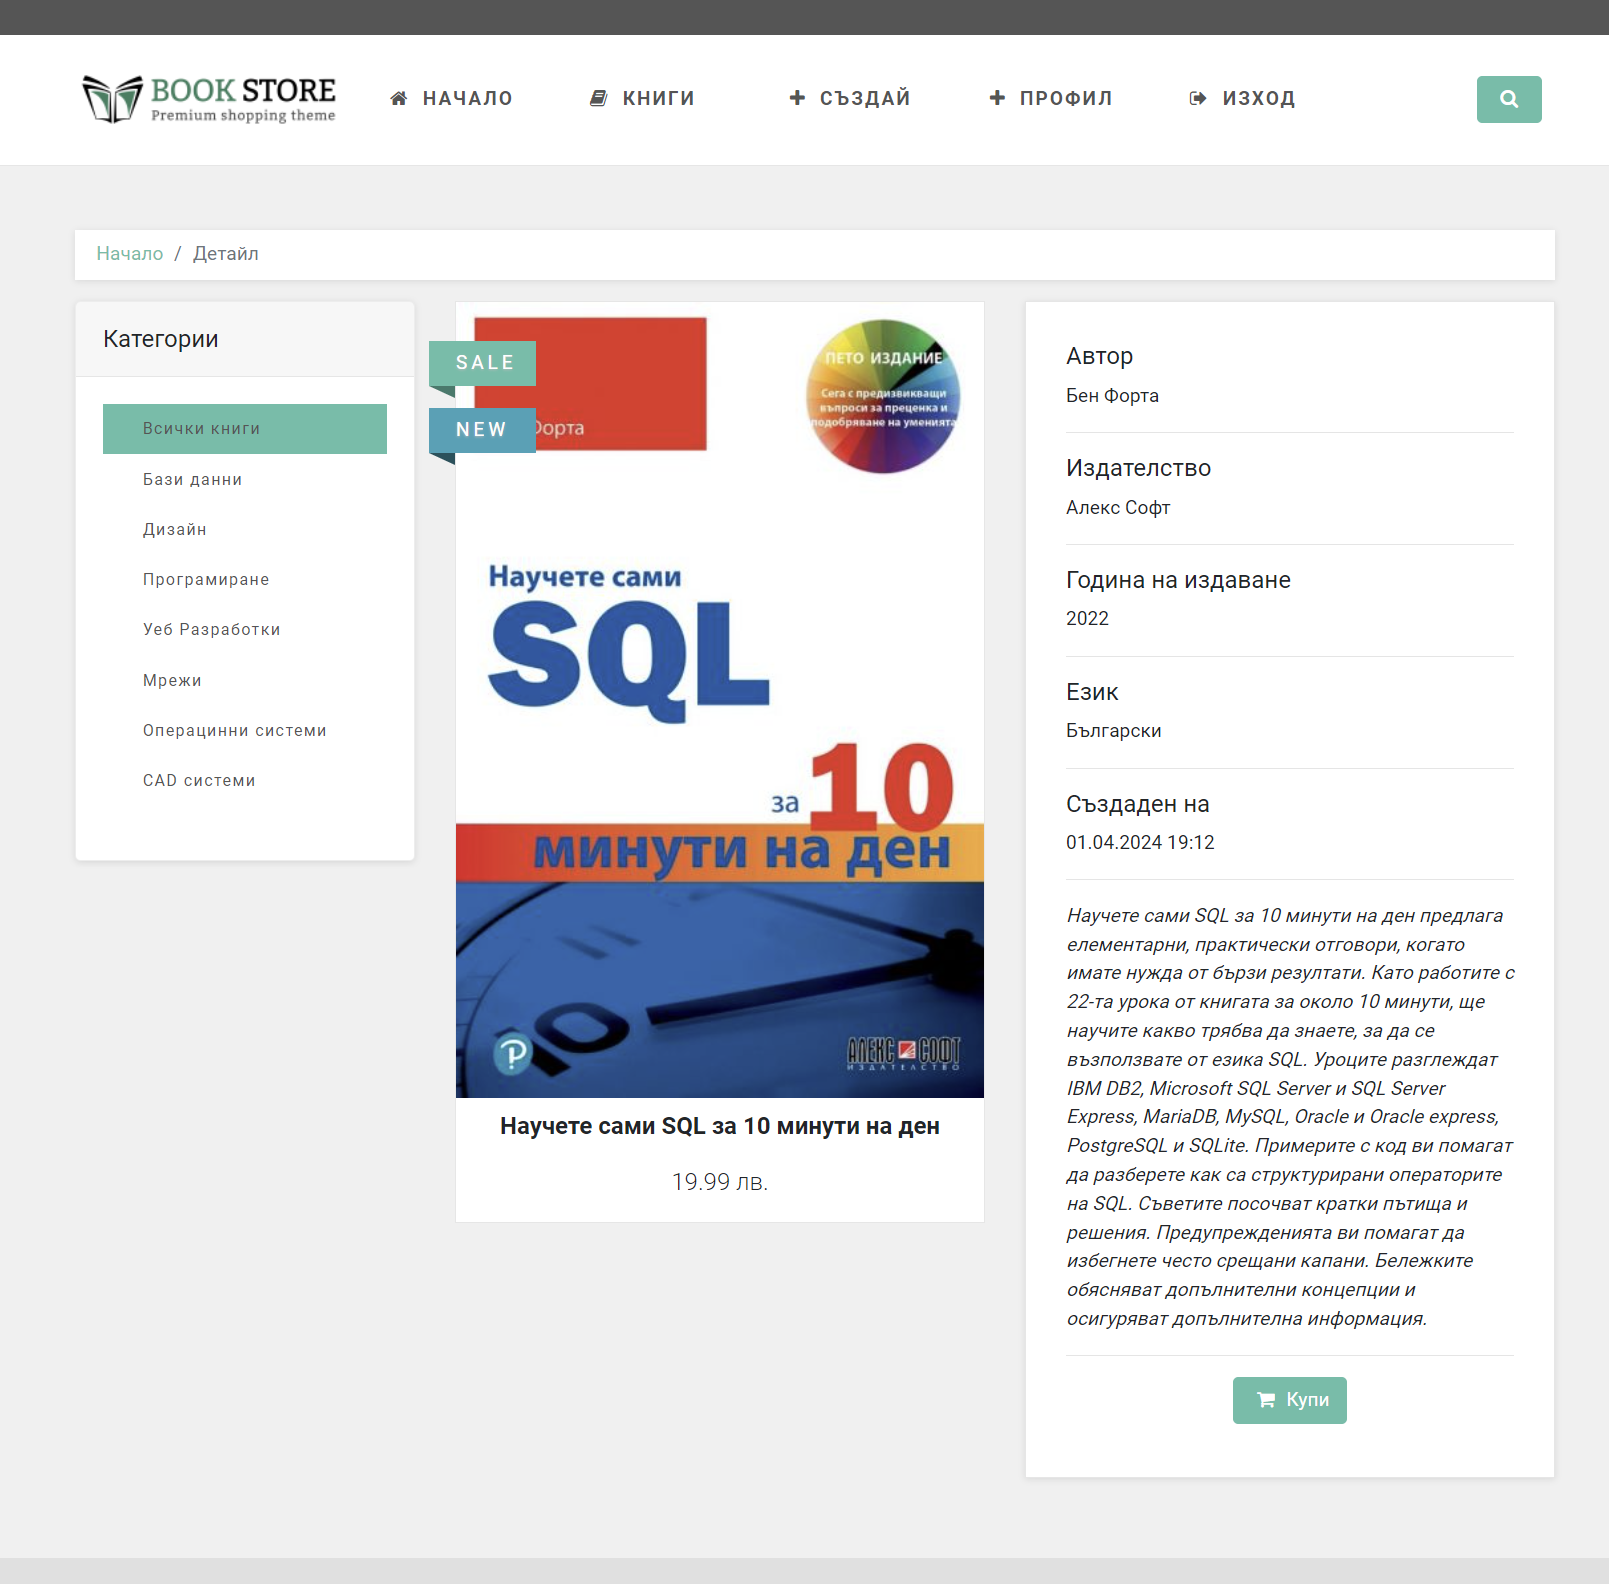 BOOK STORE
Premium shopping theme
НАЧАЛО
КНИГИ
СЪЗДАЙ
ПРОФИЛ
ИЗХОД
Начало / Детайл
Категории
Всички книги
Бази данни
Дизайн
Програмиране
Уеб Разработки
Мрежи
Операцинни системи
CAD системи
SALE
NEW
Форта
ПЕТО ИЗДАНИЕ
Сега с предизвикващи
въпроси за преценка и
подобряване на уменията
Научете сами
SQL
за 10
минути на ден
10
P
АЛЕКС СОФТ
ИЗДАТЕЛСТВО
Научете сами SQL за 10 минути на ден
19.99 лв.
Автор
Бен Форта
Издателство
Алекс Софт
Година на издаване
2022
Език
Български
Създаден на
01.04.2024 19:12
Научете сами SQL за 10 минути на ден предлага
елементарни, практически отговори, когато
имате нужда от бързи резултати. Като работите с
22-та урока от книгата за около 10 минути, ще
научите какво трябва да знаете, за да се
възползвате от езика SQL. Уроците разглеждат
IBM DB2, Microsoft SQL Server и SQL Server
Express, MariaDB, MySQL, Oracle и Oracle express,
PostgreSQL и SQLite. Примерите с код ви помагат
да разберете как са структурирани операторите
на SQL. Съветите посочват кратки пътища и
решения. Предупрежденията ви помагат да
избегнете често срещани капани. Бележките
обясняват допълнителни концепции и
осигуряват допълнителна информация.
Купи